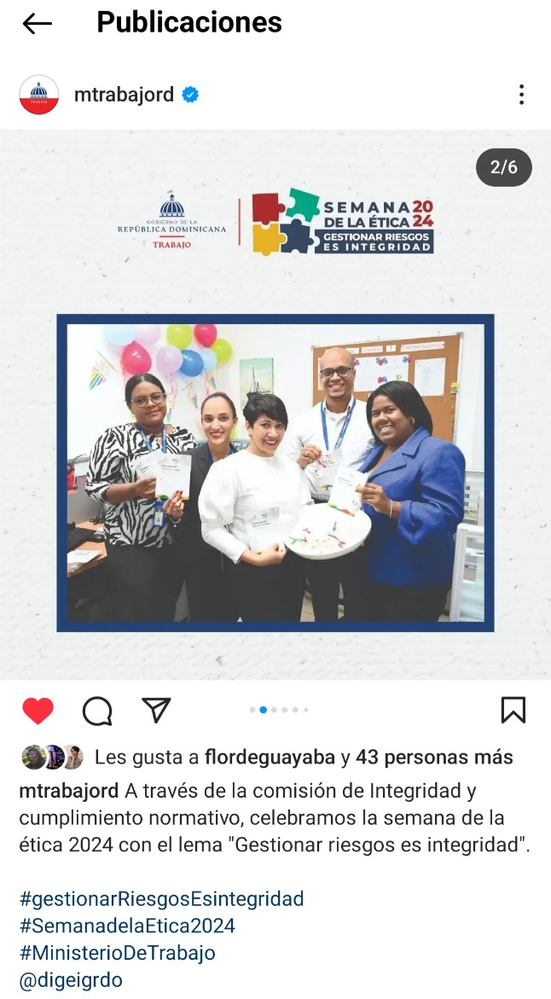 Publicaciones
mtrabajord
2/6
GOBIERNO DE LA
REPÚBLICA DOMINICANA
TRABAJO
SEMANA 20
DE LA ÉTICA 24
GESTIONAR RIESGOS
ES INTEGRIDAD
Les gusta a flordeguayaba y 43 personas más
mtrabajord A través de la comisión de Integridad y
cumplimiento normativo, celebramos la semana de la
ética 2024 con el lema "Gestionar riesgos es integridad".
#gestionarRiesgosEsintegridad
#SemanadelaEtica2024
#MinisterioDeTrabajo
@digeigrdo